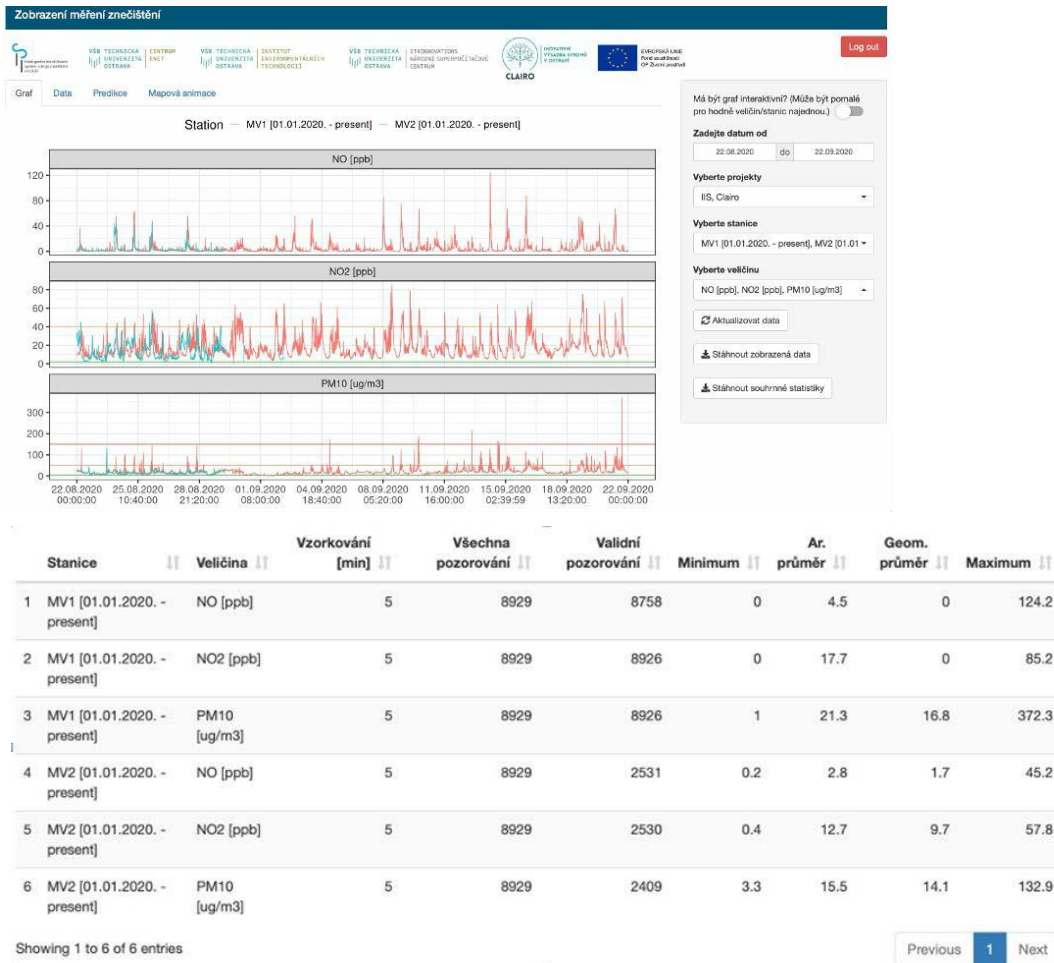 Zobrazení měření znečištění
VŠB TECHNICKÁ UNIVERZITA OSTRAVA
CENTRUM ENET
VŠB TECHNICKÁ UNIVERZITA OSTRAVA
INSTITUT ENVIRONMENTÁLNÍCH TECHNOLOGIÍ
VŠB TECHNICKÁ UNIVERZITA OSTRAVA
IT4INNOVATIONS NÁRODNÍ SUPERPOČÍTAČOVÉ CENTRUM
CLAIRO
EVROPSKÁ UNIE
Fond soudržnosti
OP Životní prostředí
Log out
Graf Data Predikce Mapová animace
Station MV1 [01.01.2020. - present] MV2 [01.01.2020. - present]
NO [ppb]
120
80
40
0
NO2 [ppb]
80
60
40
20
0
PM10 [ug/m3]
300
200
100
0
22.08.2020 25.08.2020 28.08.2020 01.09.2020 04.09.2020 08.09.2020 11.09.2020 15.09.2020 18.09.2020 22.09.2020
00:00:00 10:40:00 21:20:00 08:00:00 18:40:00 05:20:00 16:00:00 02:39:59 13:20:00 00:00:00
Má být graf interaktivní? (Může být pomalé
pro hodně veličin/stanic najednou.)
Zadejte datum od
22.08.2020 do 22.09.2020
Vyberte projekty
IIS, Clairo
Vyberte stanice
MV1 [01.01.2020. - present], MV2 [01.01
Vyberte veličinu
NO [ppb], NO2 [ppb], PM10 [ug/m3]
Aktualizovat data
Stáhnout zobrazená data
Stáhnout souhrnné statistiky
Stanice Veličina Vzorkování [min] Všechna pozorování Validní pozorování Minimum Ar. průměr Geom. průměr Maximum
1 MV1 [01.01.2020. - present] NO [ppb] 5 8929 8758 0 4.5 0 124.2
2 MV1 [01.01.2020. - present] NO2 [ppb] 5 8929 8926 0 17.7 0 85.2
3 MV1 [01.01.2020. - present] PM10 [ug/m3] 5 8929 8926 1 21.3 16.8 372.3
4 MV2 [01.01.2020. - present] NO [ppb] 5 8929 2531 0.2 2.8 1.7 45.2
5 MV2 [01.01.2020. - present] NO2 [ppb] 5 8929 2530 0.4 12.7 9.7 57.8
6 MV2 [01.01.2020. - present] PM10 [ug/m3] 5 8929 2409 3.3 15.5 14.1 132.9
Showing 1 to 6 of 6 entries
Previous 1 Next